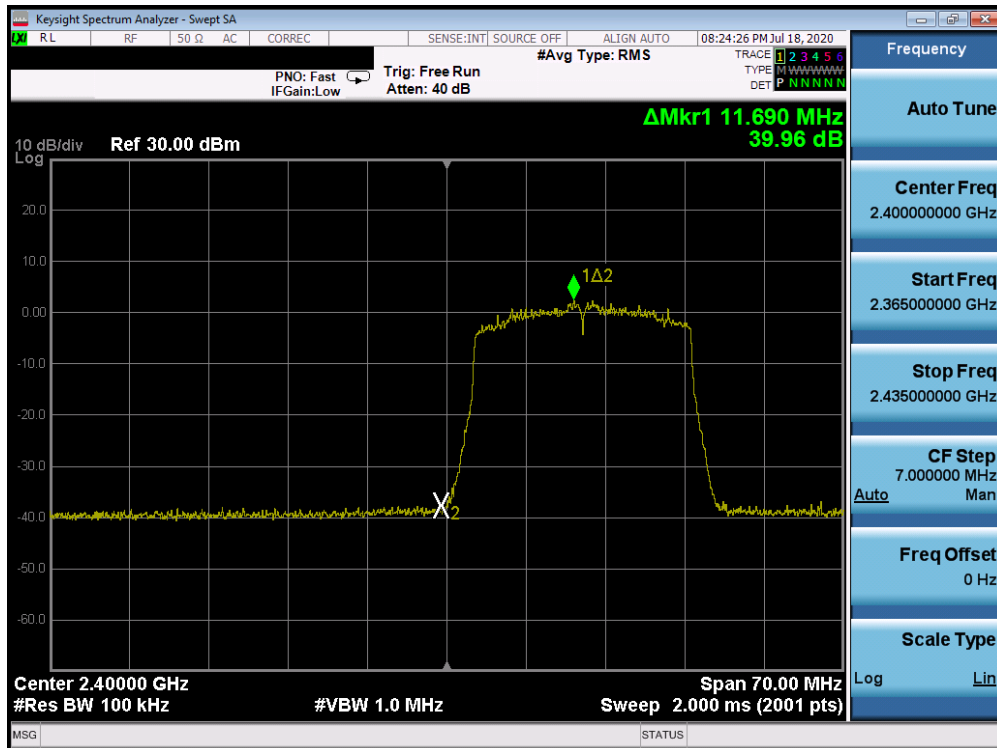 Keysight Spectrum Analyzer - Swept SA
LXI RL RF 50 Ω AC CORREC SENSE:INT SOURCE OFF ALIGN AUTO 08:24:26 PM Jul 18, 2020
#Avg Type: RMS
TRACE 1 2 3 4 5 6
PNO: Fast Trig: Free Run
TYPE M W W W W W
IFGain:Low Atten: 40 dB
DET P N N N N N
ΔMkr1 11.690 MHz
39.96 dB
10 dB/div Ref 30.00 dBm
Log
20.0
10.0
1Δ2
0.00
-10.0
-20.0
-30.0
-40.0
2
-50.0
-60.0
Center 2.40000 GHz Span 70.00 MHz
#Res BW 100 kHz #VBW 1.0 MHz Sweep 2.000 ms (2001 pts)
MSG STATUS
Frequency
Auto Tune
Center Freq
2.400000000 GHz
Start Freq
2.365000000 GHz
Stop Freq
2.435000000 GHz
CF Step
7.000000 MHz
Auto Man
Freq Offset
0 Hz
Scale Type
Log Lin